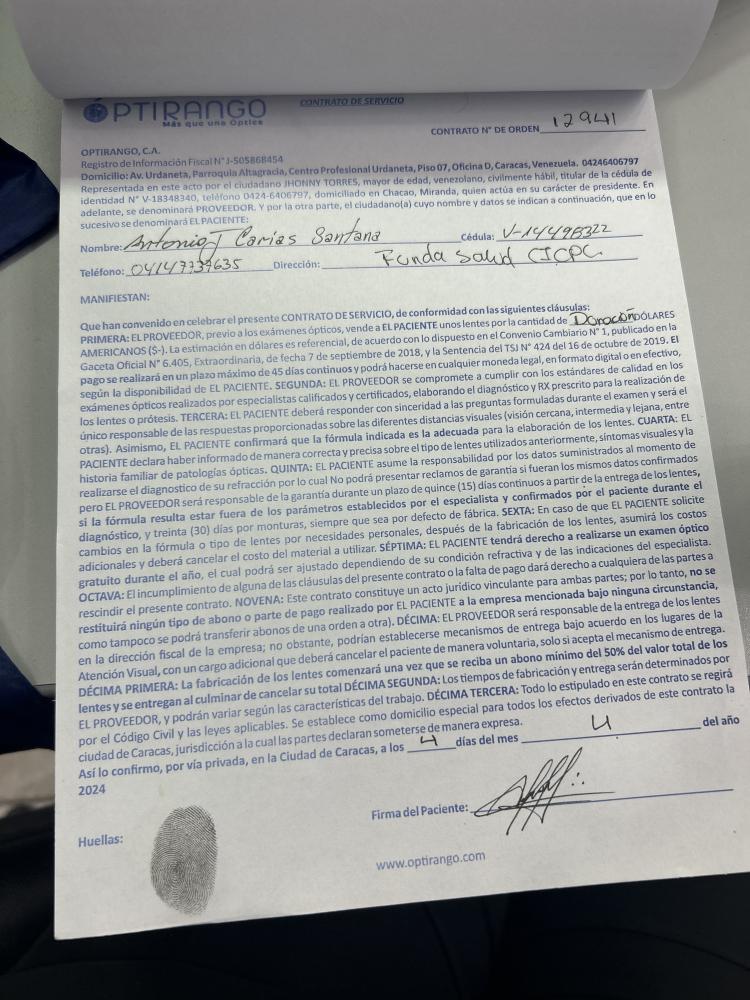 OPTIRANGO
Más que una Óptica
CONTRATO DE SERVICIO
CONTRATO N° DE ORDEN 12941
OPTIRANGO, C.A.
Registro de Información Fiscal N° J-505868454
Domicilio: Av. Urdaneta, Parroquia Altagracia, Centro Profesional Urdaneta, Piso 07, Oficina D, Caracas, Venezuela. 04246406797
Representada en este acto por el ciudadano JHONNY TORRES, mayor de edad, venezolano, civilmente hábil, titular de la cédula de
identidad N° V-18348340, teléfono 0424-6406797, domiciliado en Chacao, Miranda, quien actúa en su carácter de presidente. En
adelante, se denominará PROVEEDOR. Y por la otra parte, el ciudadano(a) cuyo nombre y datos se indican a continuación, que en lo
sucesivo se denominará EL PACIENTE:
Nombre: Antonio J Carias Santana Cédula: V-14498322
Teléfono: 04147737635 Dirección: Funda Salud CICPC
MANIFIESTAN:
Que han convenido en celebrar el presente CONTRATO DE SERVICIO, de conformidad con las siguientes cláusulas:
PRIMERA: EL PROVEEDOR, previo a los exámenes ópticos, vende a EL PACIENTE unos lentes por la cantidad de Donación DÓLARES
AMERICANOS ($-). La estimación en dólares es referencial, de acuerdo con lo dispuesto en el Convenio Cambiario N° 1, publicado en la
Gaceta Oficial N° 6.405, Extraordinaria, de fecha 7 de septiembre de 2018, y la Sentencia del TSJ N° 424 del 16 de octubre de 2019. El
pago se realizará en un plazo máximo de 45 días continuos y podrá hacerse en cualquier moneda legal, en formato digital o en efectivo,
según la disponibilidad de EL PACIENTE. SEGUNDA: EL PROVEEDOR se compromete a cumplir con los estándares de calidad en los
exámenes ópticos realizados por especialistas calificados y certificados, elaborando el diagnóstico y RX prescrito para la realización de
los lentes o prótesis. TERCERA: EL PACIENTE deberá responder con sinceridad a las preguntas formuladas durante el examen y será el
único responsable de las respuestas proporcionadas sobre las diferentes distancias visuales (visión cercana, intermedia y lejana, entre
otras). Asimismo, EL PACIENTE confirmará que la fórmula indicada es la adecuada para la elaboración de los lentes. CUARTA: EL
PACIENTE declara haber informado de manera correcta y precisa sobre el tipo de lentes utilizados anteriormente, síntomas visuales y la
historia familiar de patologías ópticas. QUINTA: EL PACIENTE asume la responsabilidad por los datos suministrados al momento de
realizarse el diagnostico de su refracción por lo cual No podrá presentar reclamos de garantia si fueran los mismos datos confirmados
pero EL PROVEEDOR será responsable de la garantía durante un plazo de quince (15) días continuos a partir de la entrega de los lentes,
si la fórmula resulta estar fuera de los parámetros establecidos por el especialista y confirmados por el paciente durante el
diagnóstico, y treinta (30) días por monturas, siempre que sea por defecto de fábrica. SEXTA: En caso de que EL PACIENTE solicite
cambios en la fórmula o tipo de lentes por necesidades personales, después de la fabricación de los lentes, asumirá los costos
adicionales y deberá cancelar el costo del material a utilizar. SÉPTIMA: EL PACIENTE tendrá derecho a realizarse un examen óptico
gratuito durante el año, el cual podrá ser ajustado dependiendo de su condición refractiva y de las indicaciones del especialista.
OCTAVA: El incumplimiento de alguna de las cláusulas del presente contrato o la falta de pago dará derecho a cualquiera de las partes a
rescindir el presente contrato. NOVENA: Este contrato constituye un acto jurídico vinculante para ambas partes; por lo tanto, no se
restituirá ningún tipo de abono o parte de pago realizado por EL PACIENTE a la empresa mencionada bajo ninguna circunstancia,
como tampoco se podrá transferir abonos de una orden a otra). DÉCIMA: EL PROVEEDOR será responsable de la entrega de los lentes
en la dirección fiscal de la empresa; no obstante, podrían establecerse mecanismos de entrega bajo acuerdo en los lugares de la
Atención Visual, con un cargo adicional que deberá cancelar el paciente de manera voluntaria, solo si acepta el mecanismo de entrega.
DÉCIMA PRIMERA: La fabricación de los lentes comenzará una vez que se reciba un abono mínimo del 50% del valor total de los
lentes y se entregan al culminar de cancelar su total DÉCIMA SEGUNDA: Los tiempos de fabricación y entrega serán determinados por
EL PROVEEDOR, y podrán variar según las características del trabajo. DÉCIMA TERCERA: Todo lo estipulado en este contrato se regirá
por el Código Civil y las leyes aplicables. Se establece como domicilio especial para todos los efectos derivados de este contrato la
ciudad de Caracas, jurisdicción a la cual las partes declaran someterse de manera expresa.
Así lo confirmo, por vía privada, en la Ciudad de Caracas, a los 4 días del mes 4 del año
2024
Firma del Paciente:
Huellas:
www.optirango.com